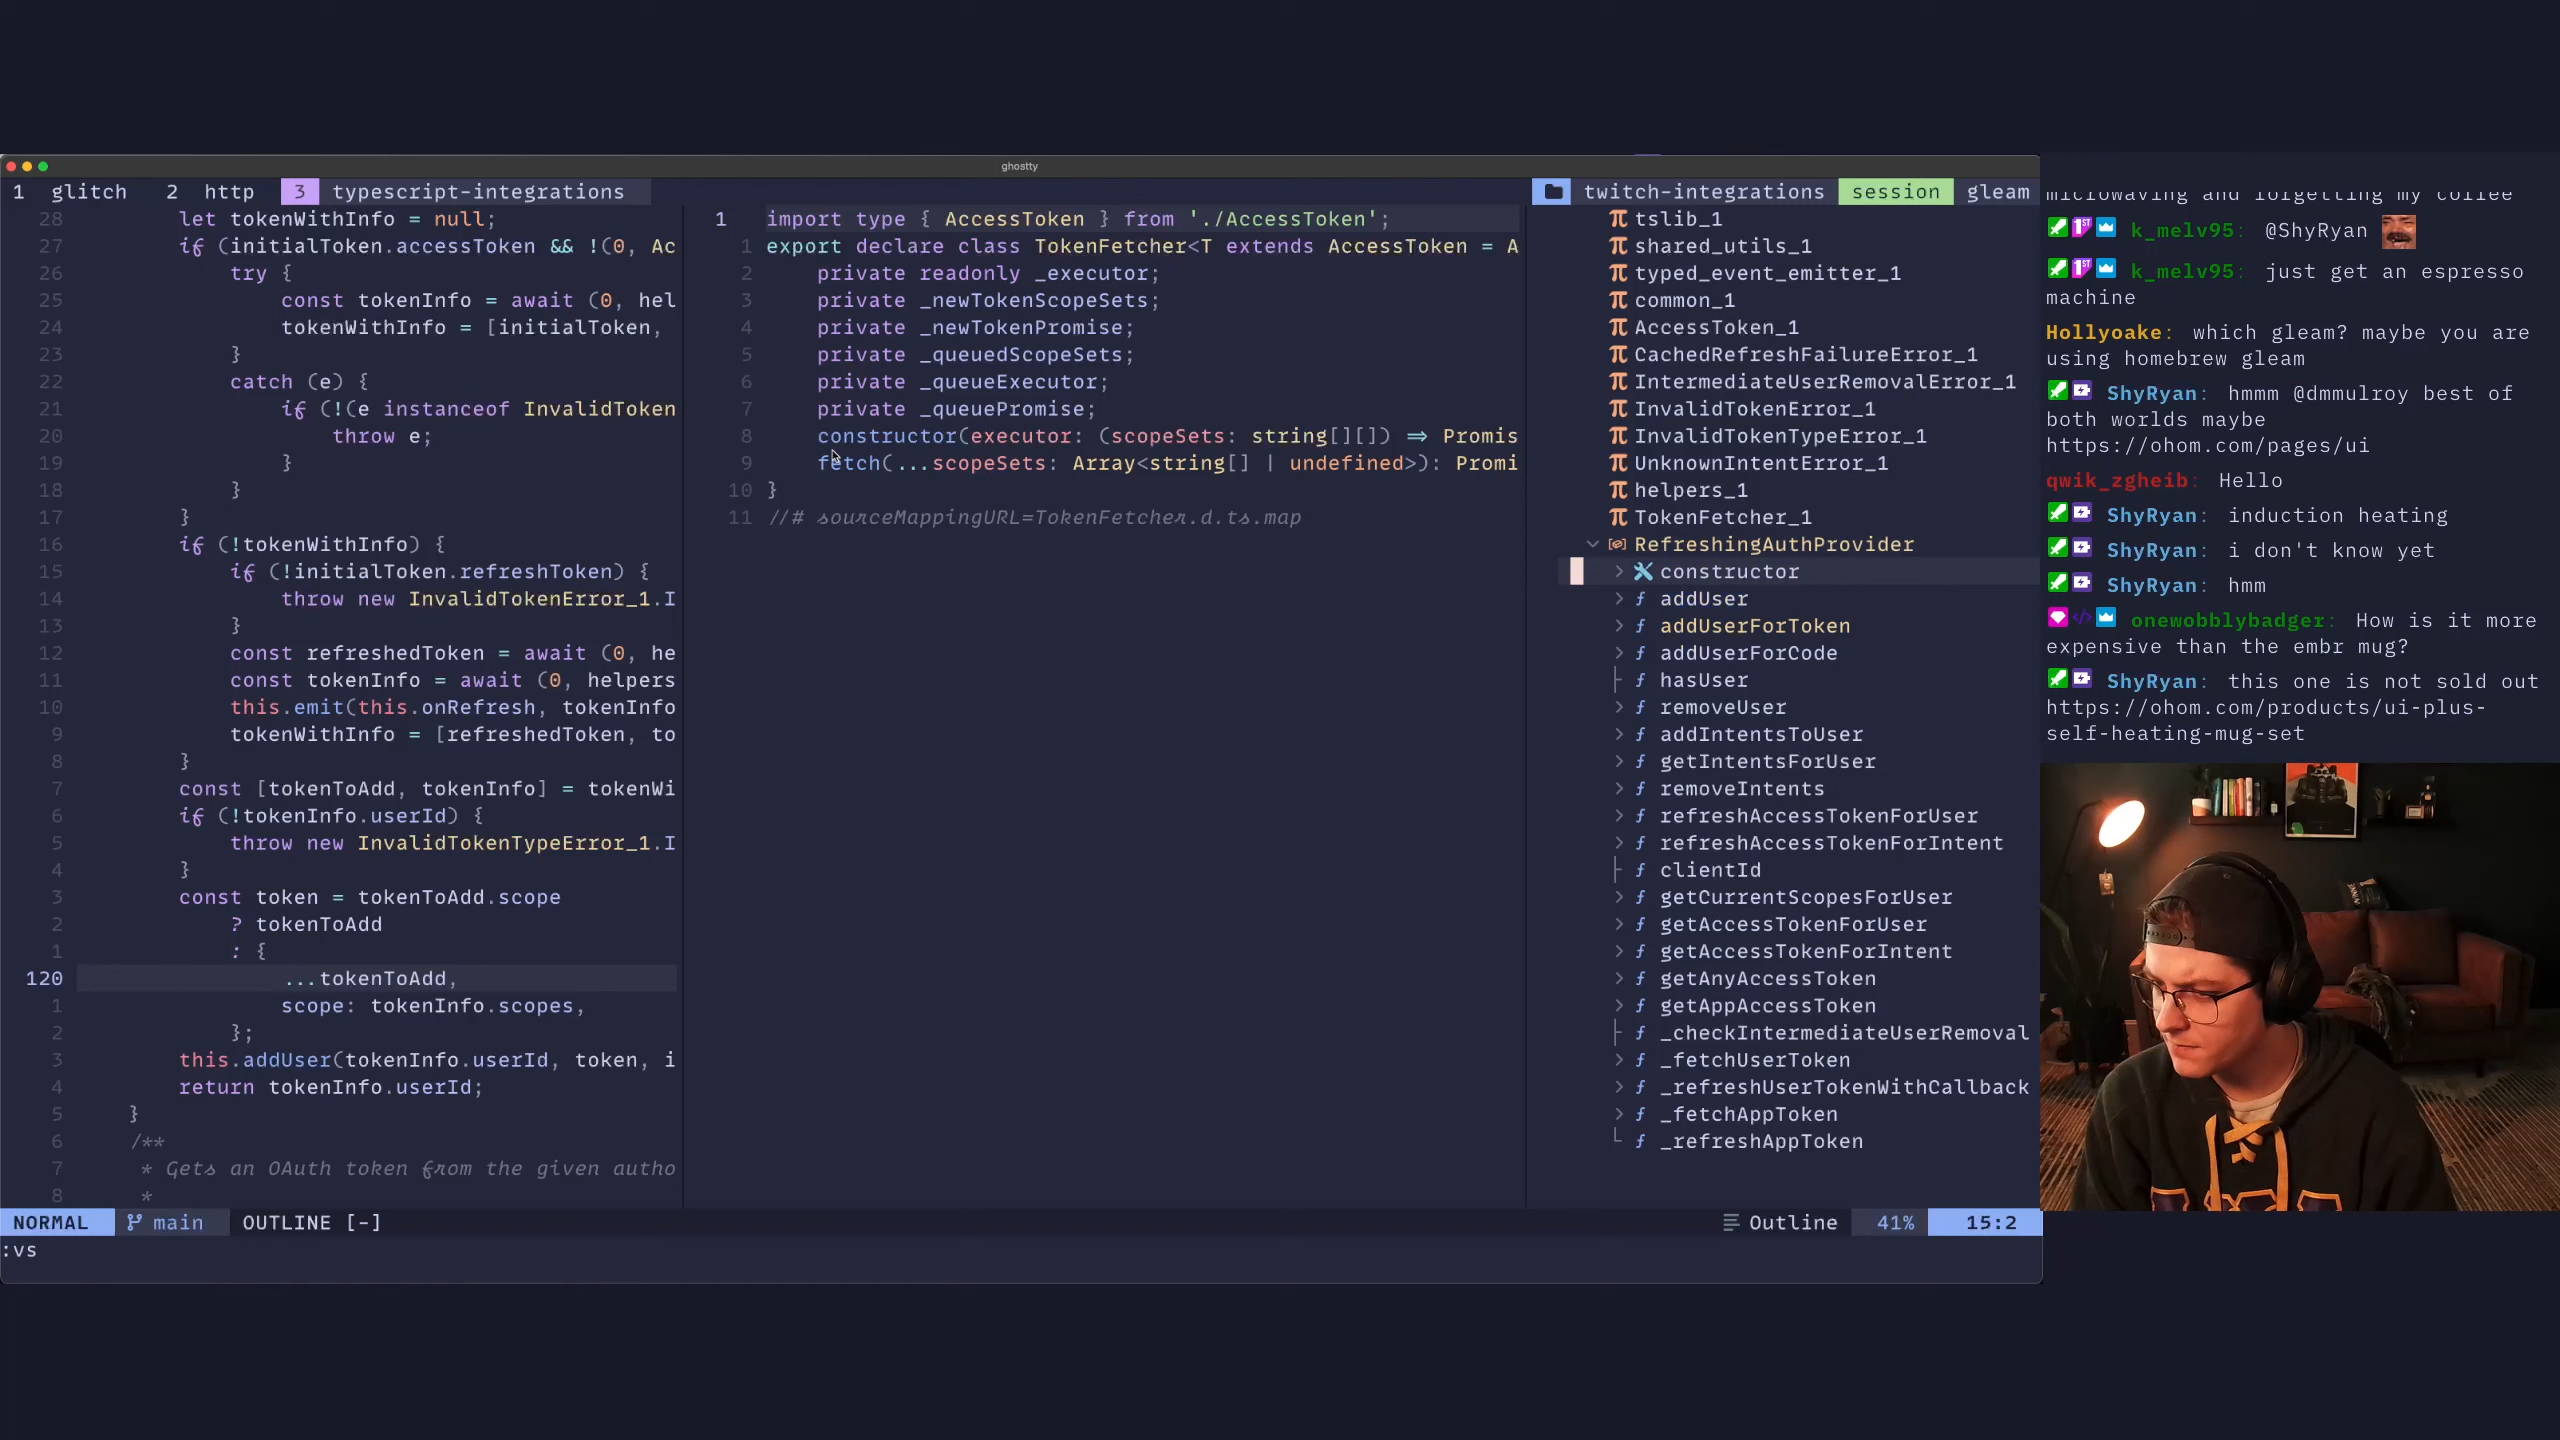 ghostty
1 glitch 2 http 3 typescript-integrations
twitch-integrations session gleam
28 let tokenWithInfo = null;
27 if (initialToken.accessToken && !(0, Ac
26 try {
25 const tokenInfo = await (0, hel
24 tokenWithInfo = [initialToken,
23 }
22 catch (e) {
21 if (!(e instanceof InvalidToken
20 throw e;
19 }
18 }
17 }
16 if (!tokenWithInfo) {
15 if (!initialToken.refreshToken) {
14 throw new InvalidTokenError_1.I
13 }
12 const refreshedToken = await (0, he
11 const tokenInfo = await (0, helpers
10 this.emit(this.onRefresh, tokenInfo
9 tokenWithInfo = [refreshedToken, to
8 }
7 const [tokenToAdd, tokenInfo] = tokenWi
6 if (!tokenInfo.userId) {
5 throw new InvalidTokenTypeError_1.I
4 }
3 const token = tokenToAdd.scope
2 ? tokenToAdd
1 : {
120 ...tokenToAdd,
1 scope: tokenInfo.scopes,
2 };
3 this.addUser(tokenInfo.userId, token, i
4 return tokenInfo.userId;
5 }
6 /**
7 * Gets an OAuth token from the given autho
8 *
1 import type { AccessToken } from './AccessToken';
1 export declare class TokenFetcher<T extends AccessToken = A
2 private readonly _executor;
3 private _newTokenScopeSets;
4 private _newTokenPromise;
5 private _queuedScopeSets;
6 private _queueExecutor;
7 private _queuePromise;
8 constructor(executor: (scopeSets: string[][]) => Promis
9 fetch(...scopeSets: Array<string[] | undefined>): Promi
10 }
11 //# sourceMappingURL=TokenFetcher.d.ts.map
tslib_1
shared_utils_1
typed_event_emitter_1
common_1
AccessToken_1
CachedRefreshFailureError_1
IntermediateUserRemovalError_1
InvalidTokenError_1
InvalidTokenTypeError_1
UnknownIntentError_1
helpers_1
TokenFetcher_1
RefreshingAuthProvider
constructor
addUser
addUserForToken
addUserForCode
hasUser
removeUser
addIntentsToUser
getIntentsForUser
removeIntents
refreshAccessTokenForUser
refreshAccessTokenForIntent
clientId
getCurrentScopesForUser
getAccessTokenForUser
getAccessTokenForIntent
getAnyAccessToken
getAppAccessToken
_checkIntermediateUserRemoval
_fetchUserToken
_refreshUserTokenWithCallback
_fetchAppToken
_refreshAppToken
NORMAL main OUTLINE [-] Outline 41% 15:2
:vs
microwaving and forgetting my coffee
k_melv95: @ShyRyan
k_melv95: just get an espresso
machine
Hollyoake: which gleam? maybe you are
using homebrew gleam
ShyRyan: hmmm @dmmulroy best of
both worlds maybe
https://ohom.com/pages/ui
qwik_zgheib: Hello
ShyRyan: induction heating
ShyRyan: i don't know yet
ShyRyan: hmm
onewobblybadger: How is it more
expensive than the embr mug?
ShyRyan: this one is not sold out
https://ohom.com/products/ui-plus-
self-heating-mug-set